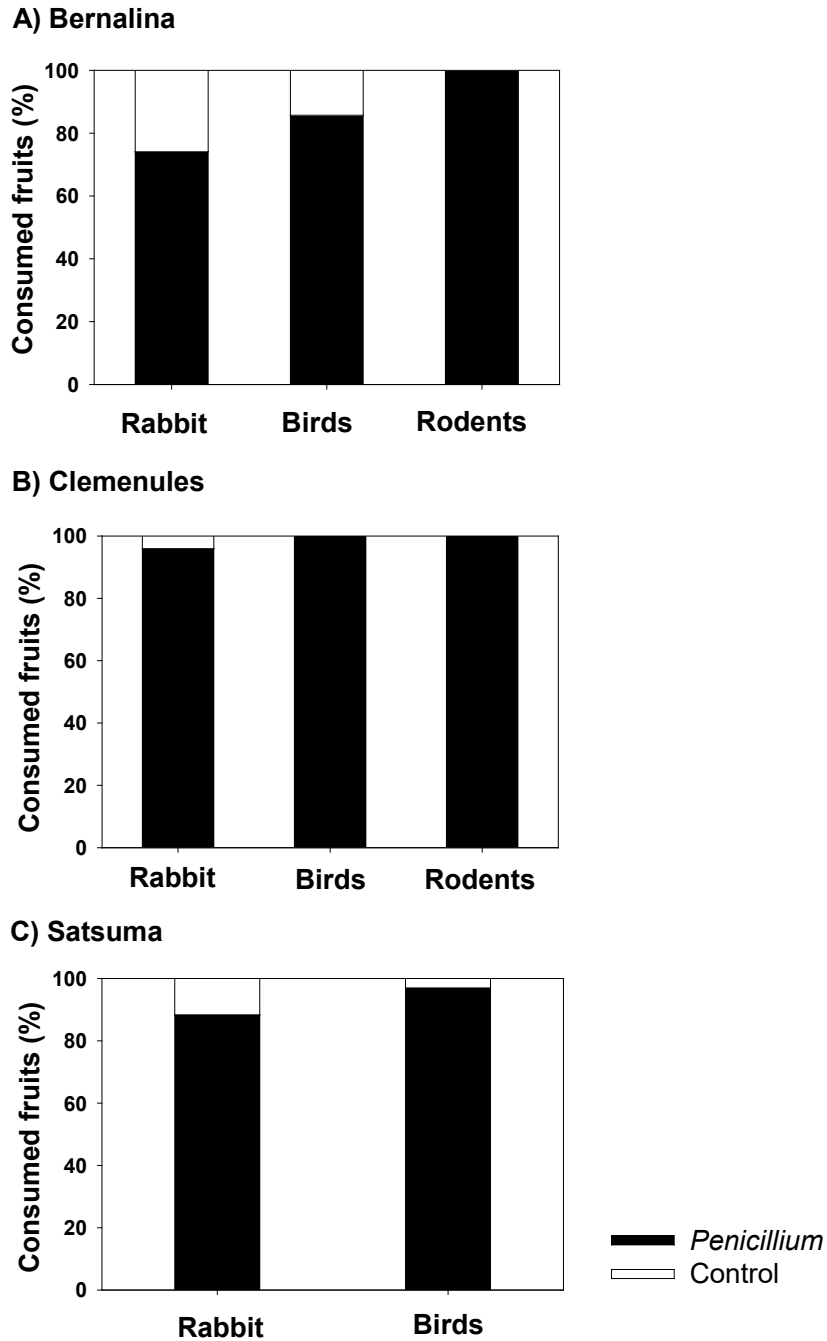 A) Bernalina
Consumed fruits (%)
100
80
60
40
20
0
Rabbit Birds Rodents
B) Clemenules
Consumed fruits (%)
100
80
60
40
20
0
Rabbit Birds Rodents
C) Satsuma
Consumed fruits (%)
100
80
60
40
20
0
Rabbit Birds
Penicillium
Control